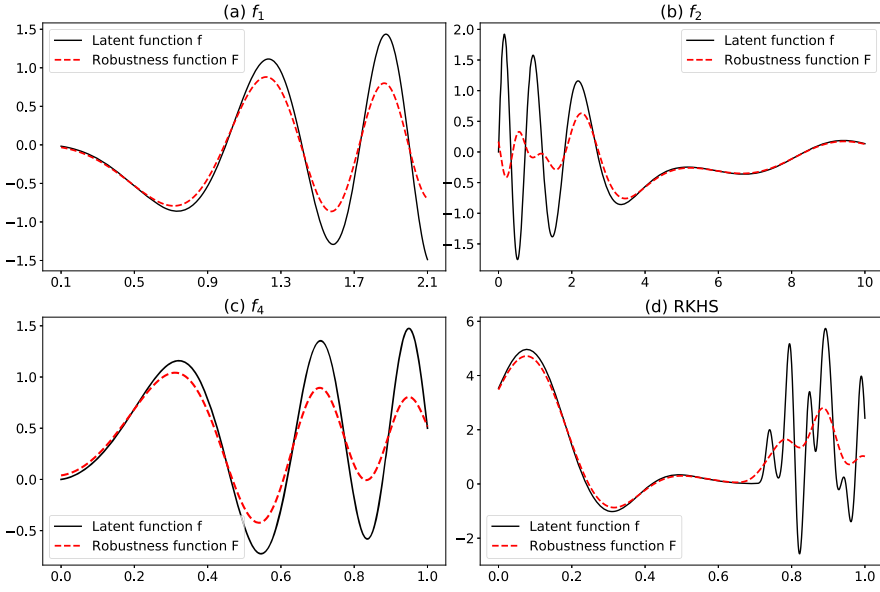 (a) f₁
1.5
1.0
0.5
0.0
−0.5
−1.0
−1.5
Latent function f
Robustness function F
0.1 0.5 0.9 1.3 1.7 2.1
(b) f₂
2.0
1.5
1.0
0.5
0.0
−0.5
−1.0
−1.5
Latent function f
Robustness function F
0 2 4 6 8 10
(c) f₄
1.5
1.0
0.5
0.0
−0.5
Latent function f
Robustness function F
0.0 0.2 0.4 0.6 0.8 1.0
(d) RKHS
6
4
2
0
−2
Latent function f
Robustness function F
0.0 0.2 0.4 0.6 0.8 1.0